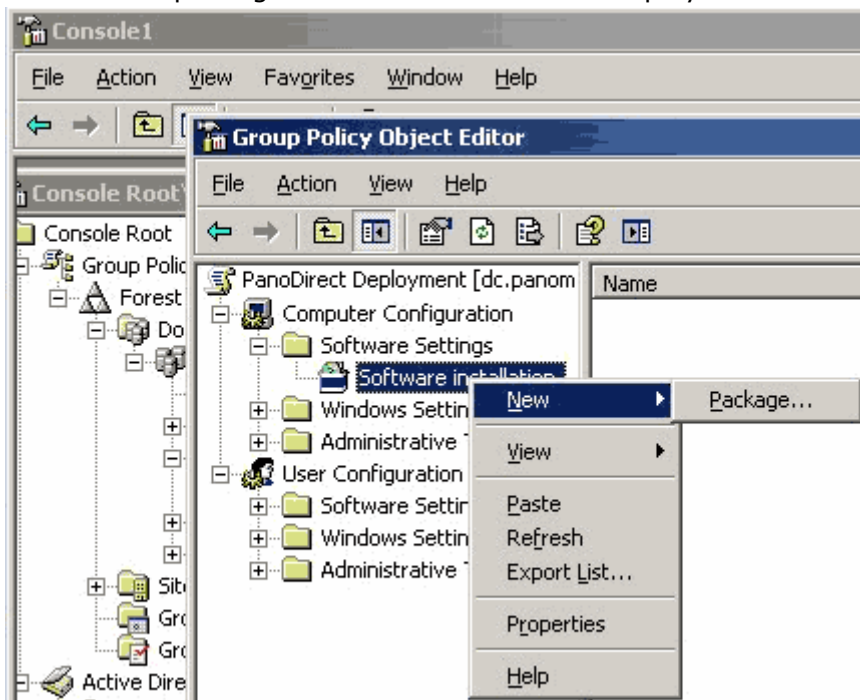 Console1
File Action View Favorites Window Help
Group Policy Object Editor
File Action View Help
Console Root
Console Root
Group Polic
Forest
Do
Sit
Gro
Gro
Active Dire
PanoDirect Deployment [dc.panom
Computer Configuration
Software Settings
Software installation
Windows Settin
Administrative T
User Configuration
Software Settin
Windows Settin
Administrative T
Name
New
View
Paste
Refresh
Export List...
Properties
Help
Package...